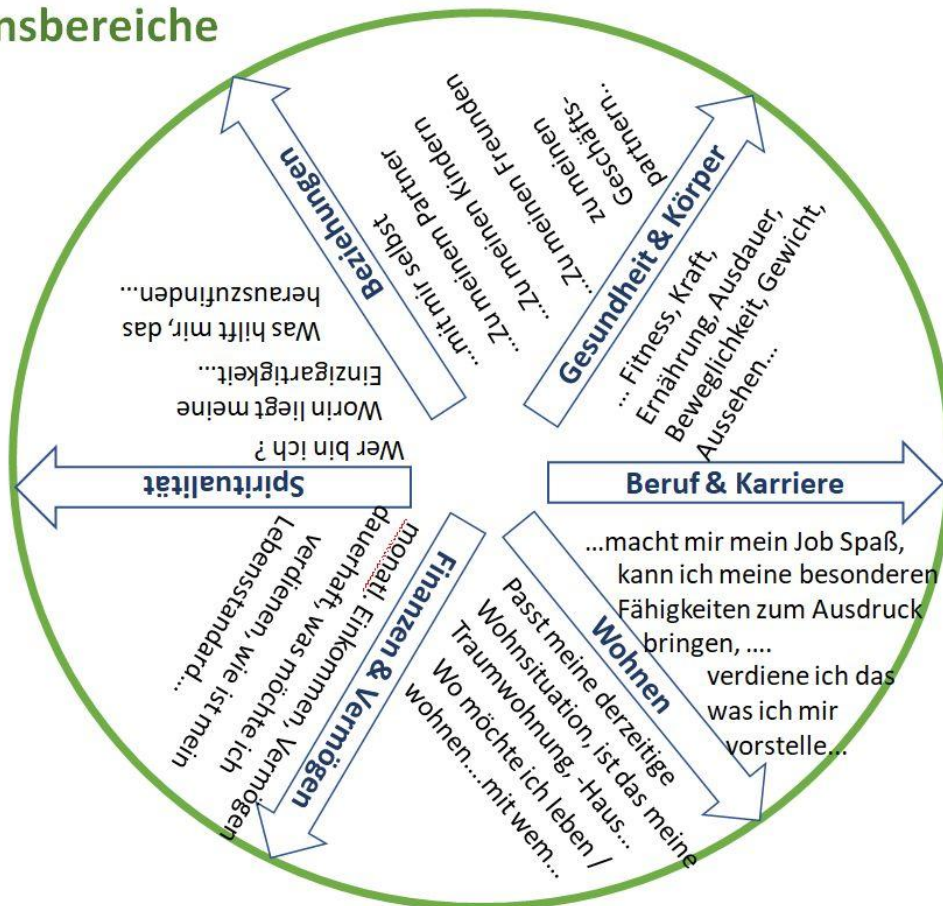 nsbereiche
Beziehungen
...mit mir selbst
...Zu meinem Partner
...Zu meinen Kindern
...Zu meinen Freunden
zu meinen
Geschäfts-
partnern...
Gesundheit & Körper
... Fitness, Kraft,
Ernährung, Ausdauer,
Beweglichkeit, Gewicht,
Aussehen...
Beruf & Karriere
...macht mir mein Job Spaß,
kann ich meine besonderen
Fähigkeiten zum Ausdruck
bringen, ....
verdiene ich das
was ich mir
vorstelle...
Wohnen
Passt meine derzeitige
Wohnsituation, ist das meine
Traumwohnung, -Haus...
Wo möchte ich leben /
wohnen....mit wem...
Finanzen & Vermögen
monatl. Einkommen, Vermögen
dauerhaft, was möchte ich
verdienen, wie ist mein
Lebensstandard...
Spiritualität
Wer bin ich ?
Worin liegt meine
Einzigartigkeit...
Was hilft mir, das
herauszufinden...